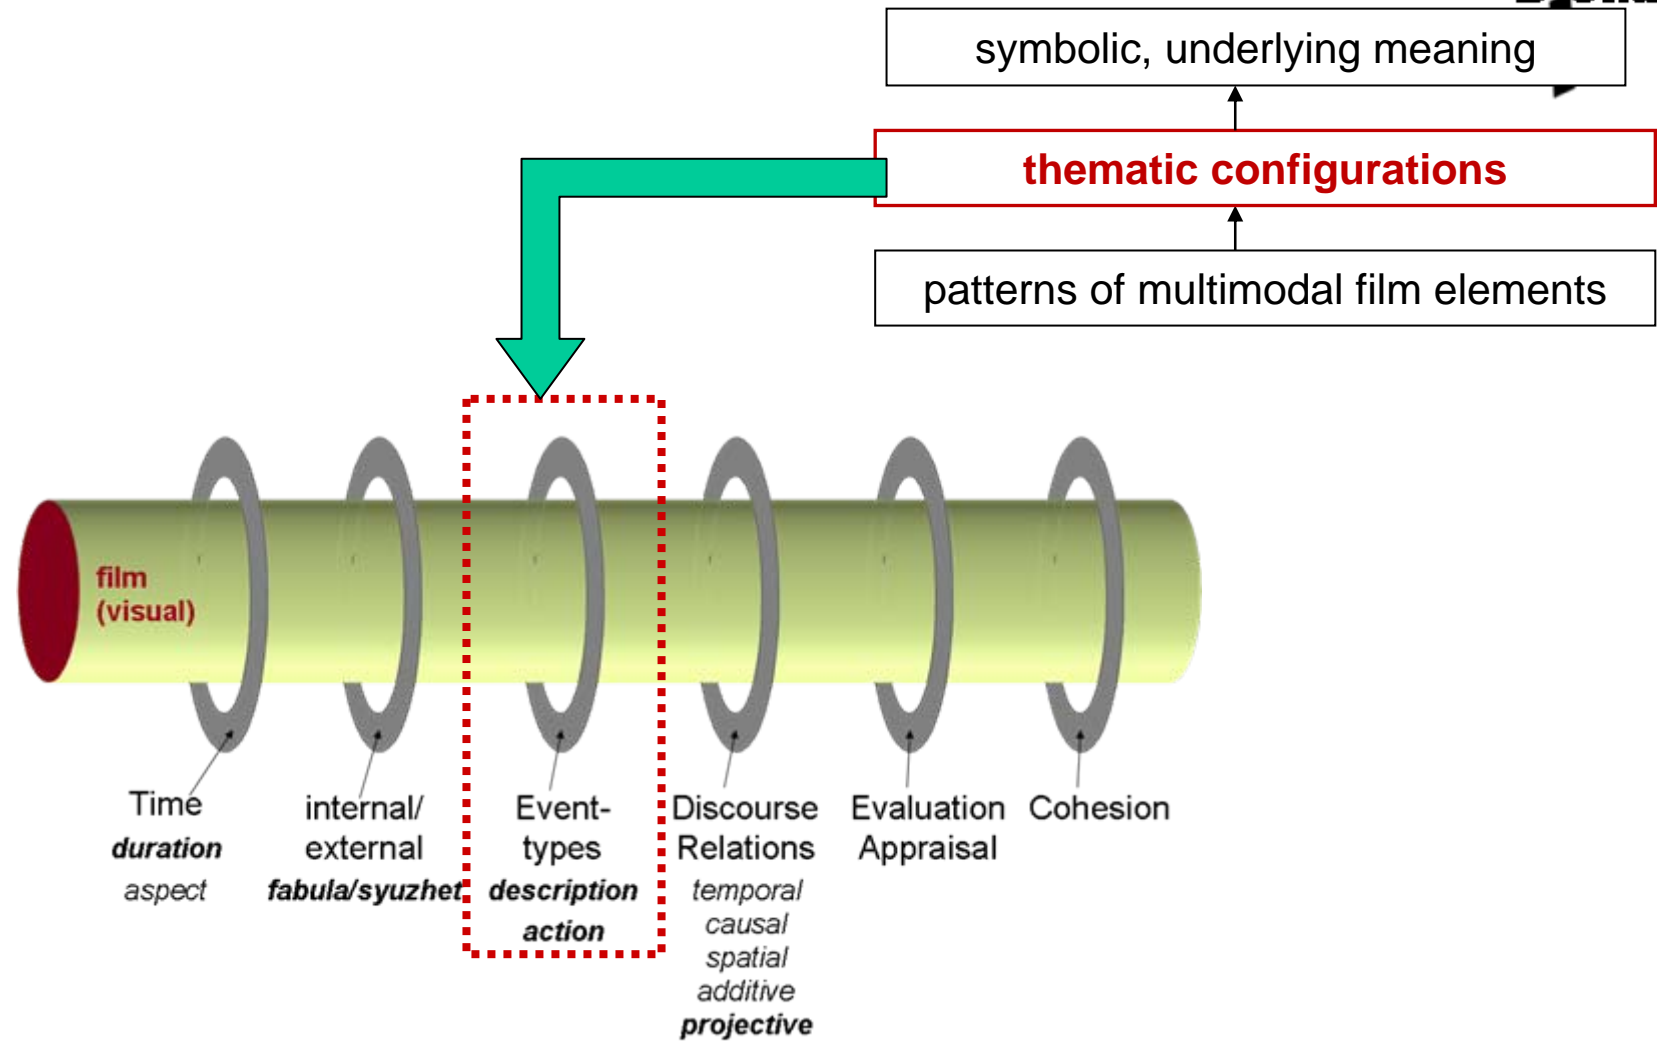 symbolic, underlying meaning
thematic configurations
patterns of multimodal film elements
film
(visual)
Time
duration
aspect
internal/
external
fabula/syuzhet
Event-
types
description
action
Discourse
Relations
temporal
causal
spatial
additive
projective
Evaluation
Appraisal
Cohesion